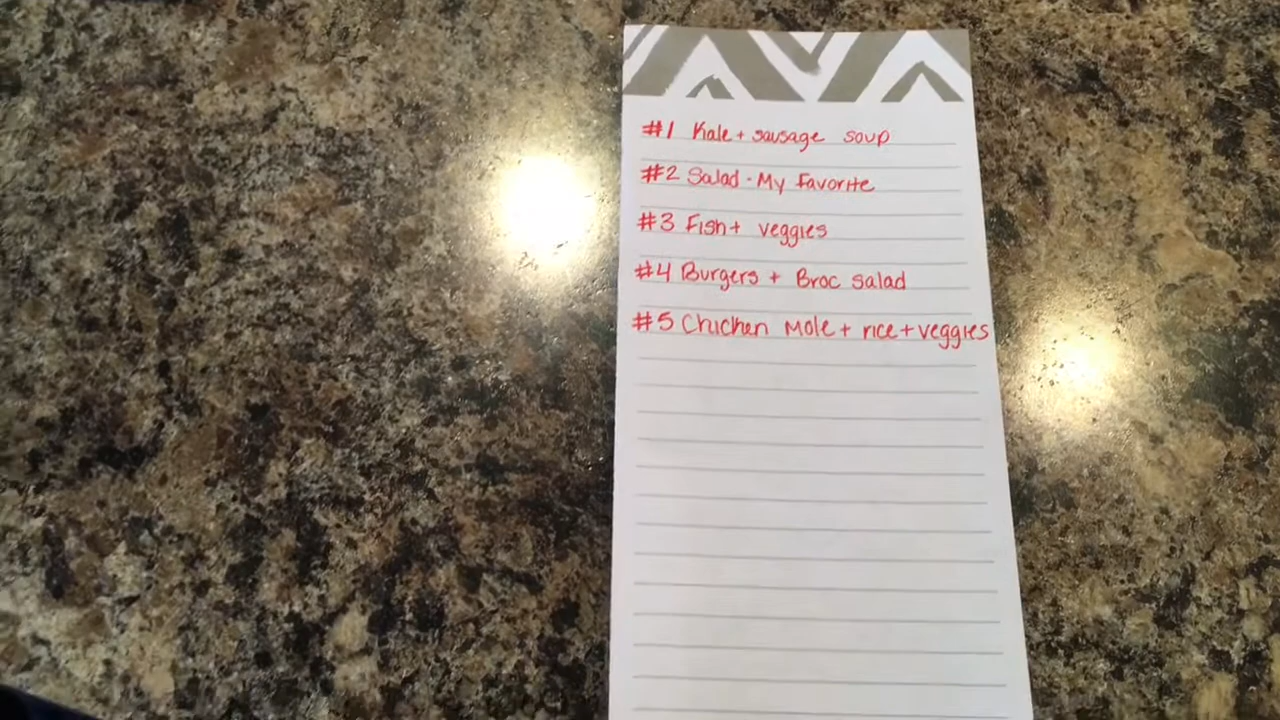 #1 Kale + sausage soup
#2 Salad - My favorite
#3 Fish + veggies
#4 Burgers + Broc salad
#5 Chicken Mole + rice + veggies